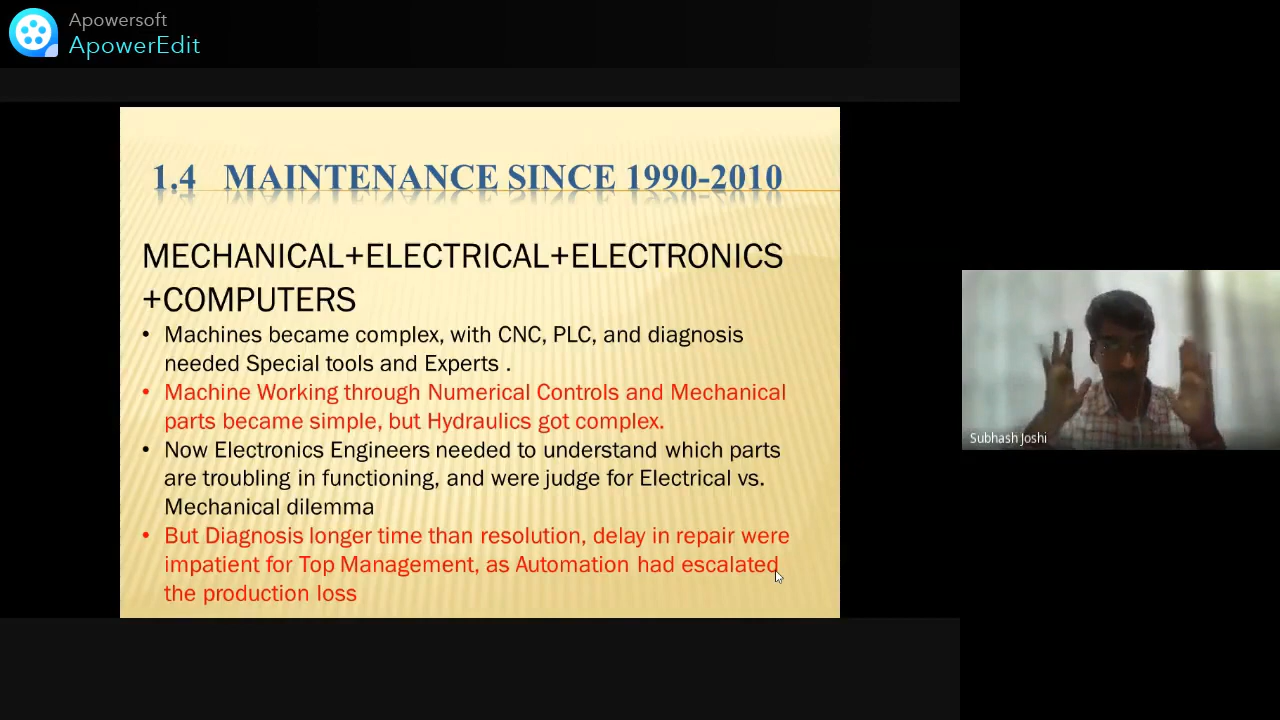 Apowersoft
ApowerEdit
1.4 MAINTENANCE SINCE 1990-2010
MECHANICAL+ELECTRICAL+ELECTRONICS
+COMPUTERS
• Machines became complex, with CNC, PLC, and diagnosis
needed Special tools and Experts .
• Machine Working through Numerical Controls and Mechanical
parts became simple, but Hydraulics got complex.
• Now Electronics Engineers needed to understand which parts
are troubling in functioning, and were judge for Electrical vs.
Mechanical dilemma
• But Diagnosis longer time than resolution, delay in repair were
impatient for Top Management, as Automation had escalated
the production loss
Subhash Joshi